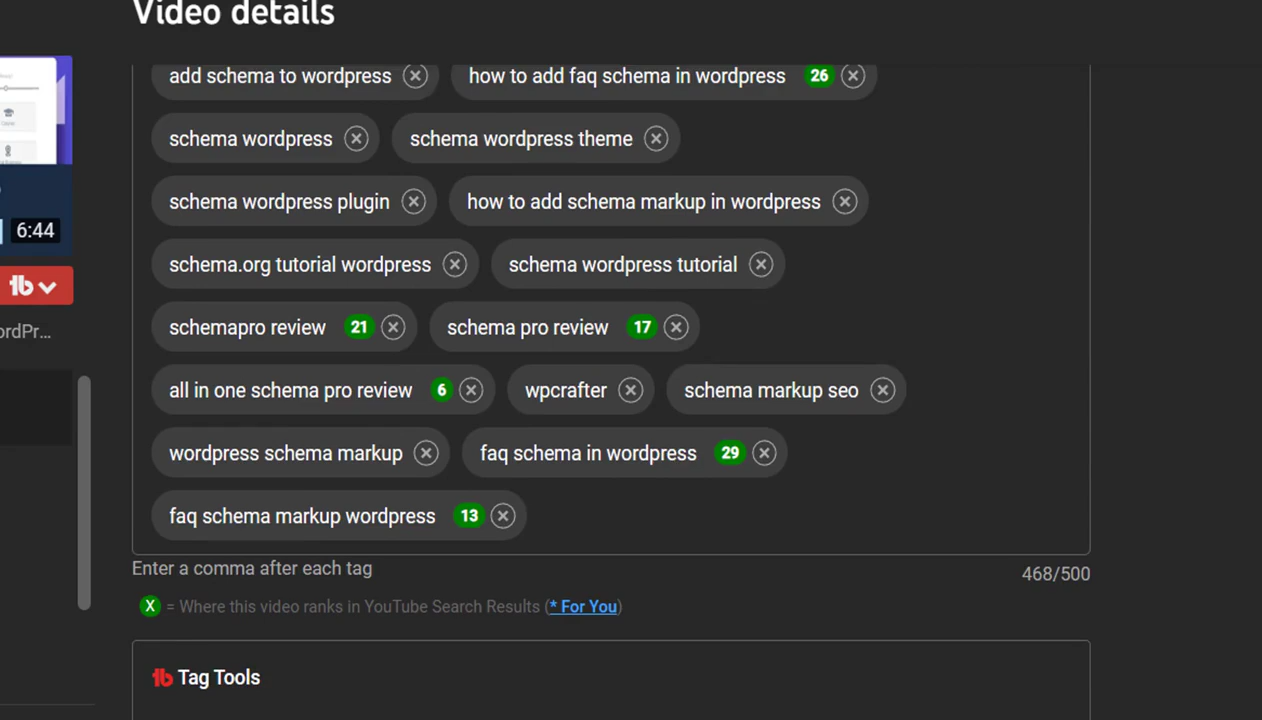 Video details
add schema to wordpress how to add faq schema in wordpress 26
schema wordpress schema wordpress theme
schema wordpress plugin how to add schema markup in wordpress
6:44
schema.org tutorial wordpress schema wordpress tutorial
schemapro review 21 schema pro review 17
ordPr...
all in one schema pro review 6 wpcrafter schema markup seo
wordpress schema markup faq schema in wordpress 29
faq schema markup wordpress 13
Enter a comma after each tag 468/500
X = Where this video ranks in YouTube Search Results (* For You)
Tag Tools